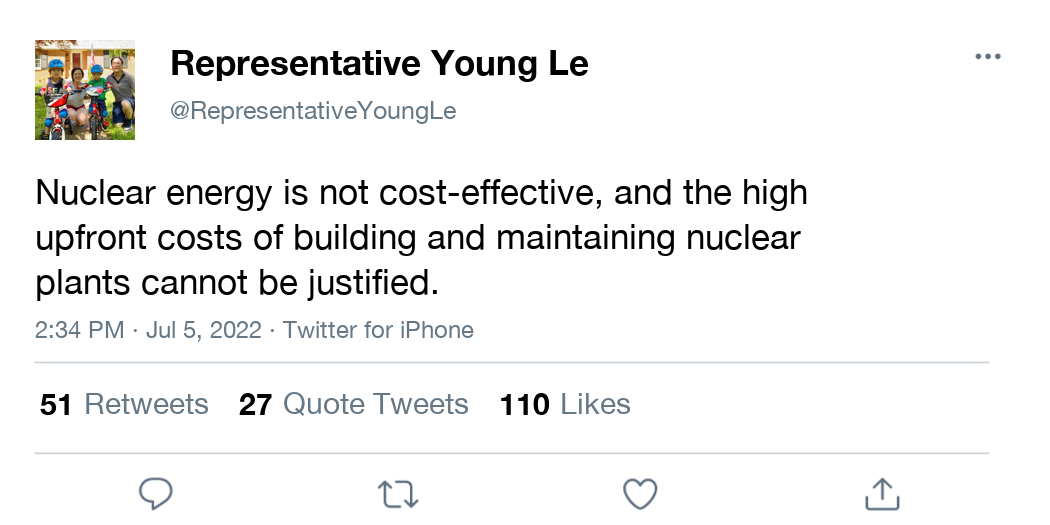 Representative Young Le
@RepresentativeYoungLe
Nuclear energy is not cost-effective, and the high
upfront costs of building and maintaining nuclear
plants cannot be justified.
2:34 PM · Jul 5, 2022 · Twitter for iPhone
51 Retweets 27 Quote Tweets 110 Likes